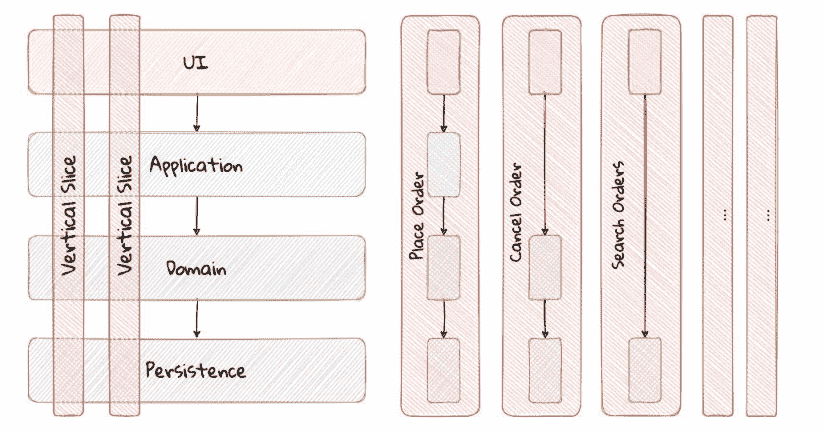 UI
Application
Domain
Persistence
Vertical Slice
Vertical Slice
Place Order
Cancel Order
Search Orders
...
...